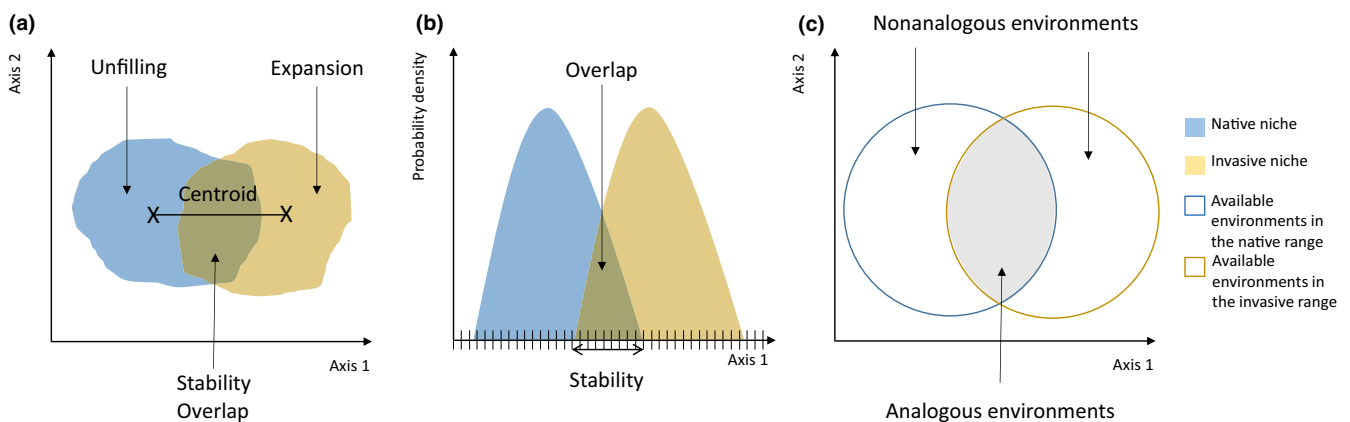 (a)
Axis 2
Unfilling
Expansion
Centroid
X
X
Axis 1
Stability
Overlap
(b)
Probability density
Overlap
Axis 1
Stability
(c)
Nonanalogous environments
Axis 2
Axis 1
Analogous environments
Native niche
Invasive niche
Available
environments in
the native range
Available
environments in
the invasive range